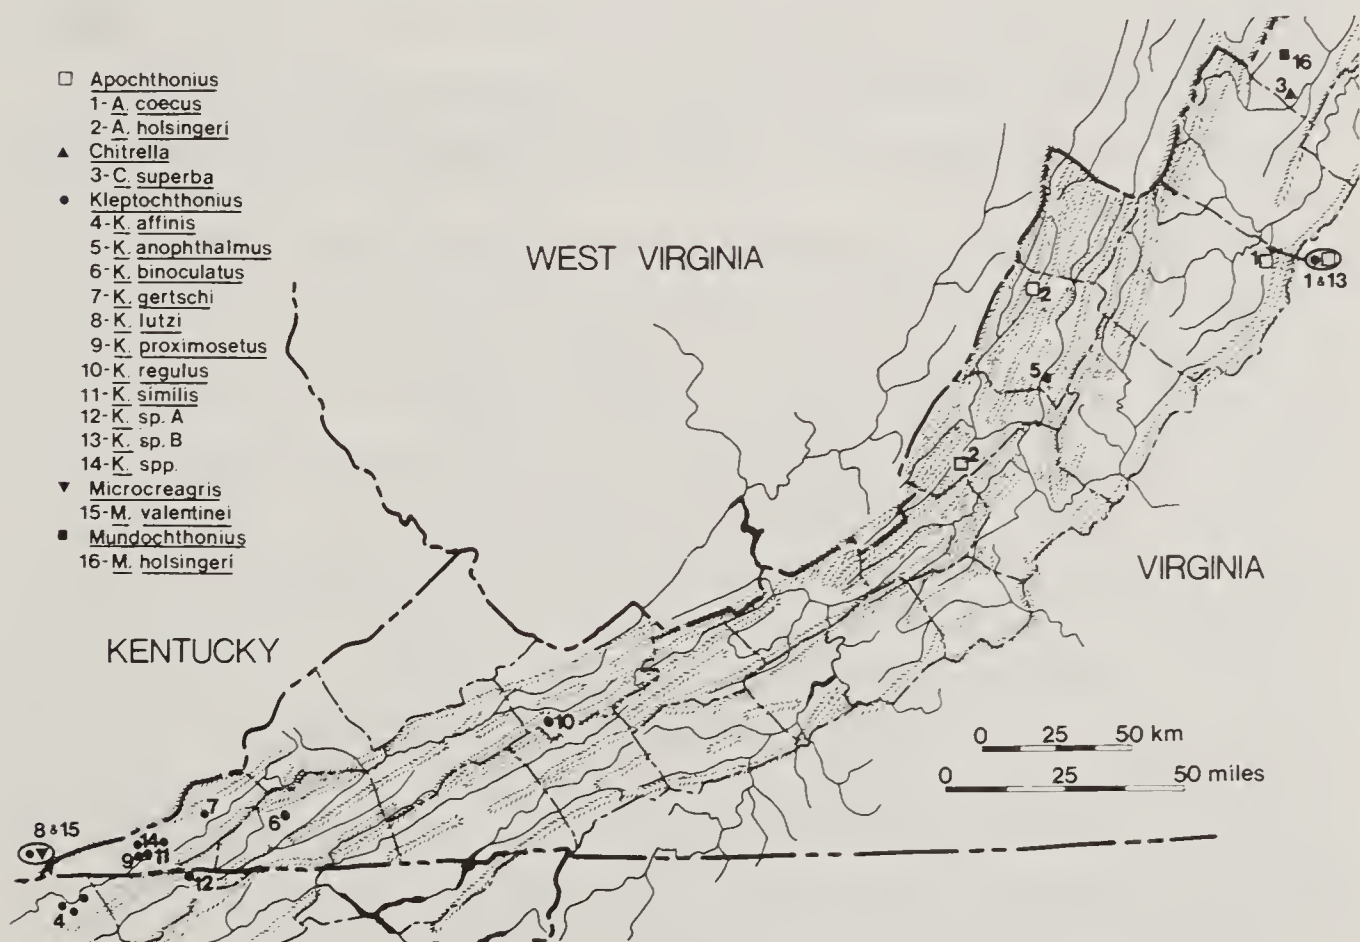 □ Apochthonius
1-A. coecus
2-A. holsingeri
▲ Chitrella
3-C. superba
● Kleptochthonius
4-K. affinis
5-K. anophthalmus
6-K. binoculatus
7-K. gertschi
8-K. lutzi
9-K. proximosetus
10-K. regulus
11-K. similis
12-K. sp. A
13-K. sp. B
14-K. spp.
▼ Microcreagris
15-M. valentinei
■ Mundochthonius
16-M. holsingeri
16
3
WEST VIRGINIA
1
1 & 13
2
5
2
VIRGINIA
KENTUCKY
10
0 25 50 km
0 25 50 miles
7
6
8 & 15
14
9 11
12
4